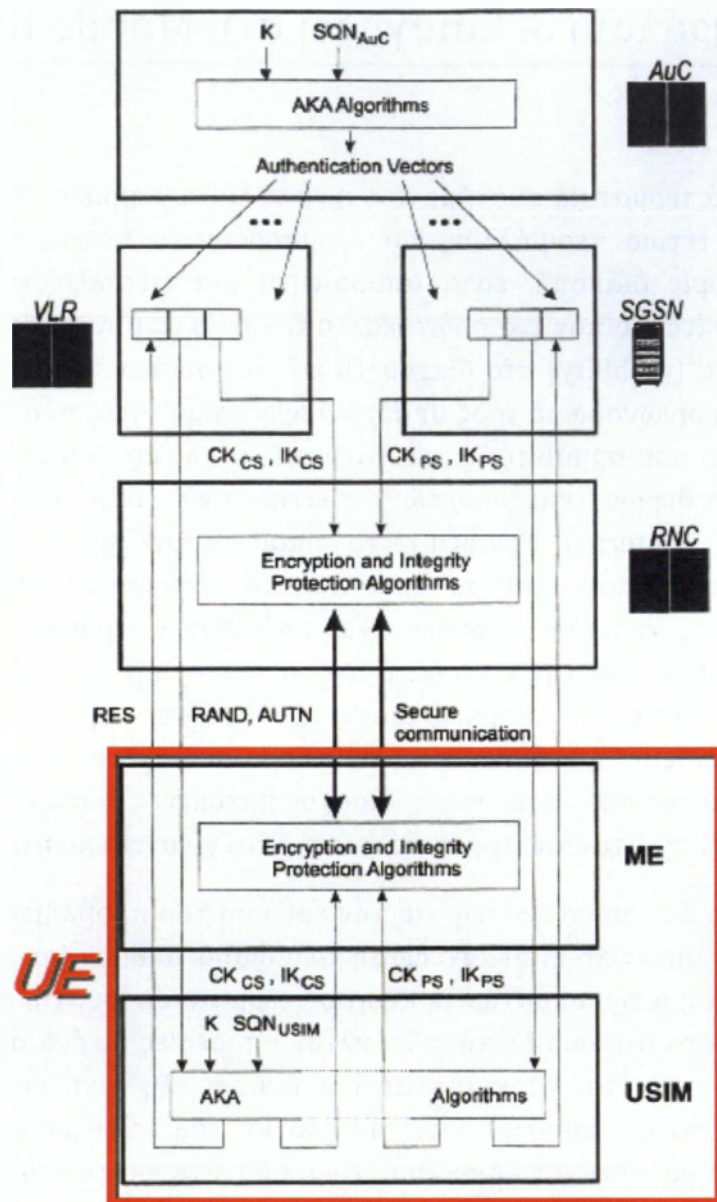 K SQN_AuC
AuC
AKA Algorithms
Authentication Vectors
•••
•••
VLR
SGSN
CK_CS , IK_CS
CK_PS , IK_PS
RNC
Encryption and Integrity
Protection Algorithms
RES
RAND, AUTN
Secure
communication
Encryption and Integrity
Protection Algorithms
ME
UE
CK_CS , IK_CS
CK_PS , IK_PS
K SQN_USIM
AKA Algorithms
USIM